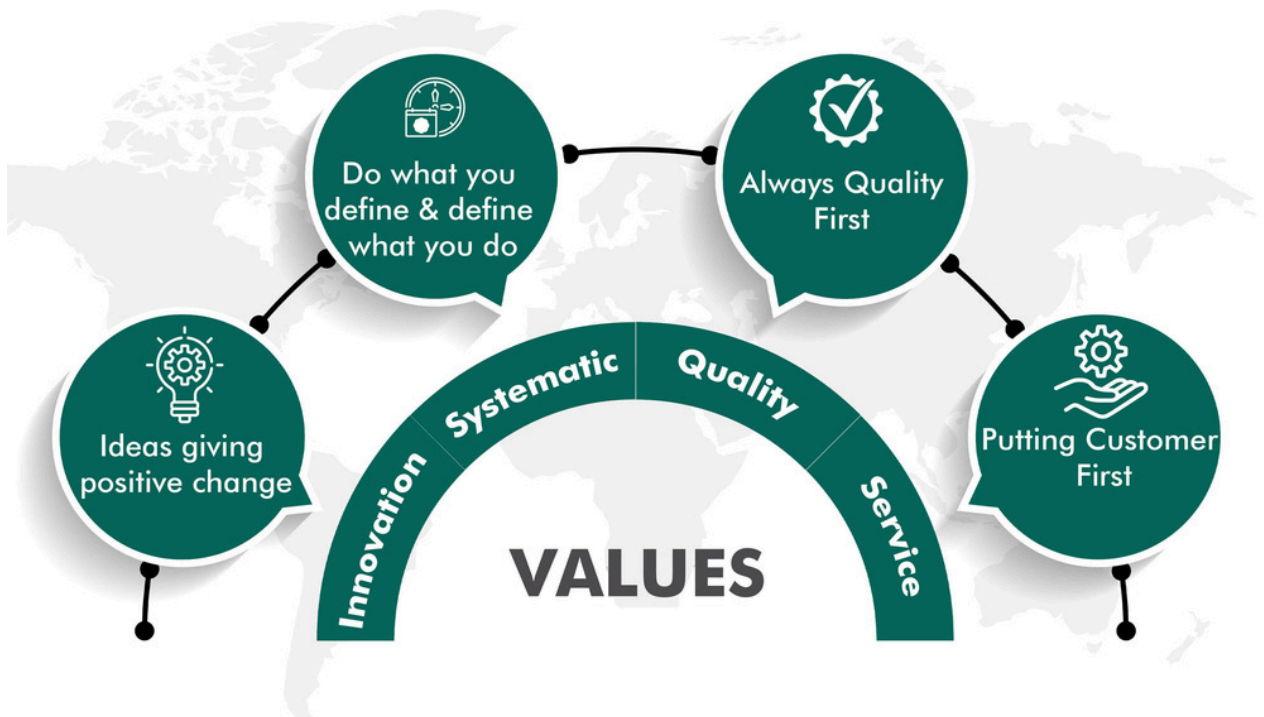 Do what you
define & define
what you do
Always Quality
First
Ideas giving
positive change
Putting Customer
First
Innovation
Systematic
Quality
Service
VALUES